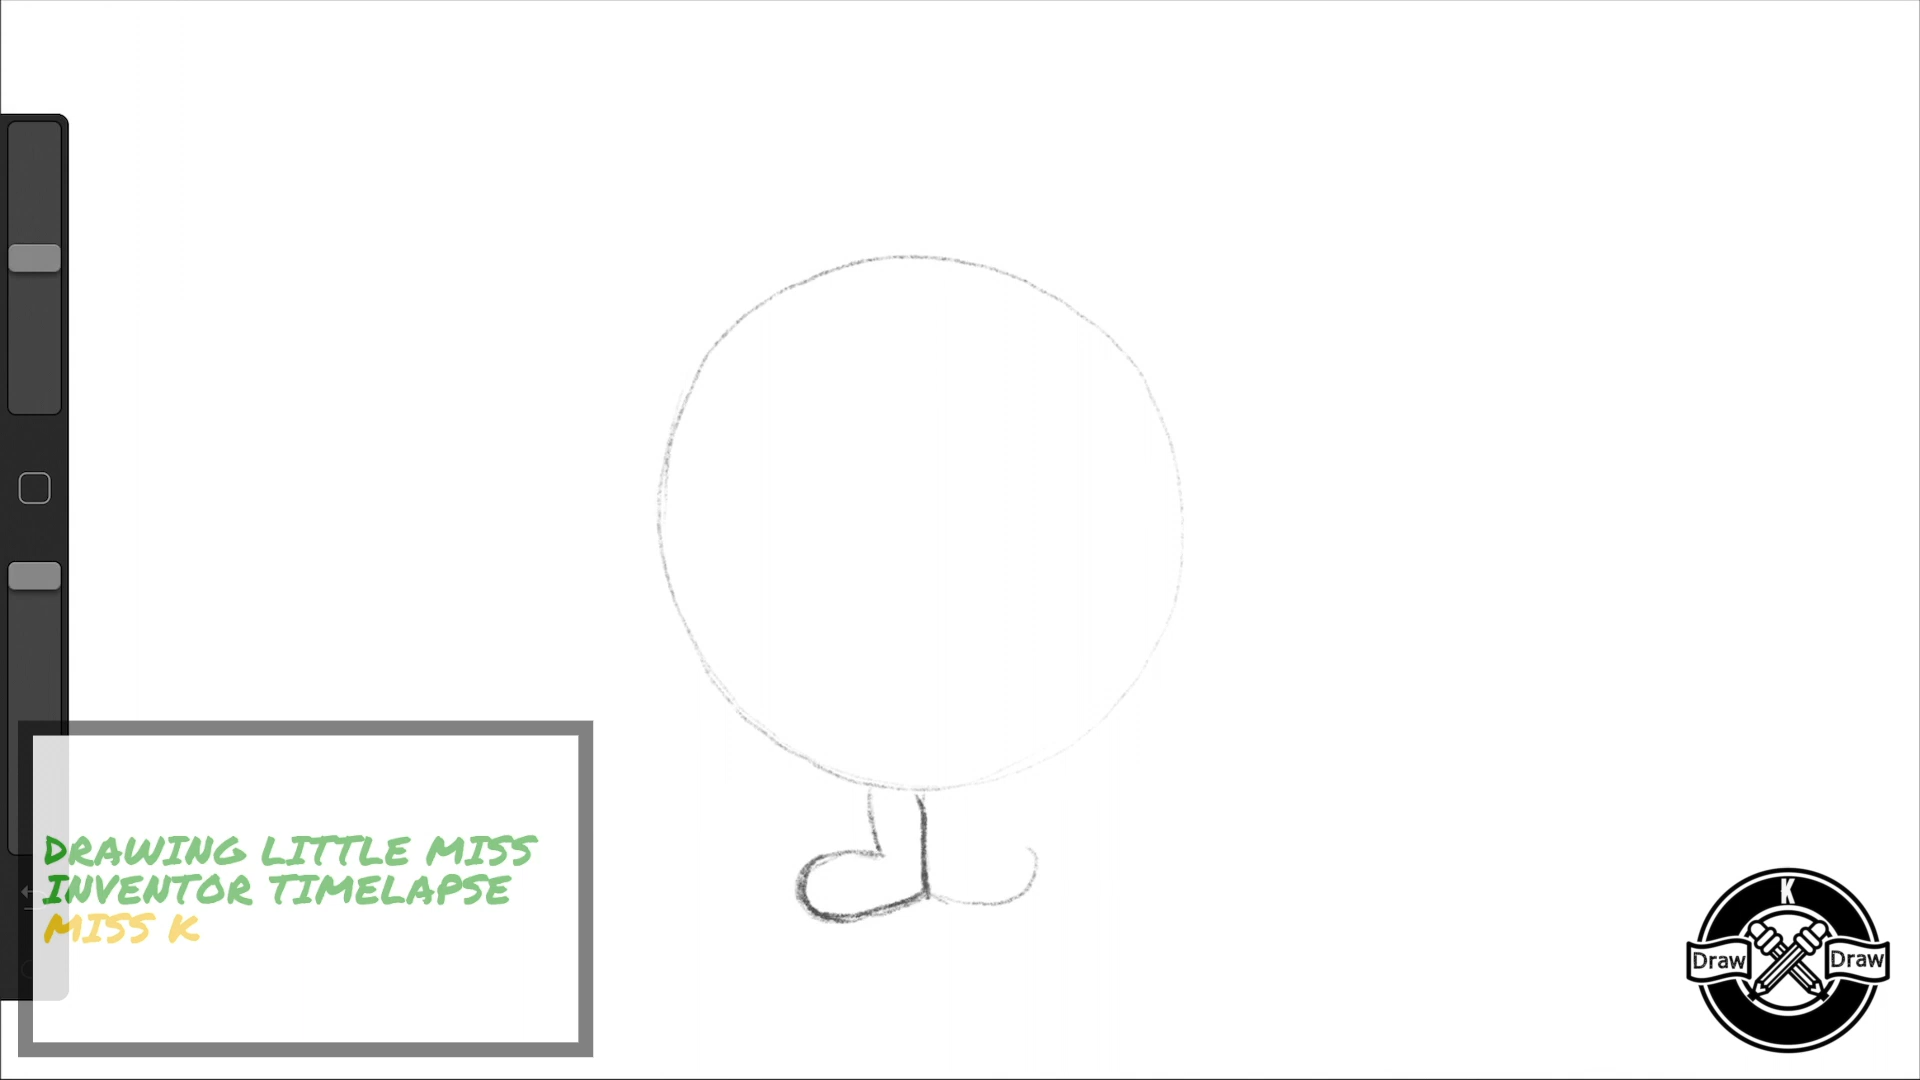 DRAWING LITTLE MISS
INVENTOR TIMELAPSE
MISS K
K
Draw Draw